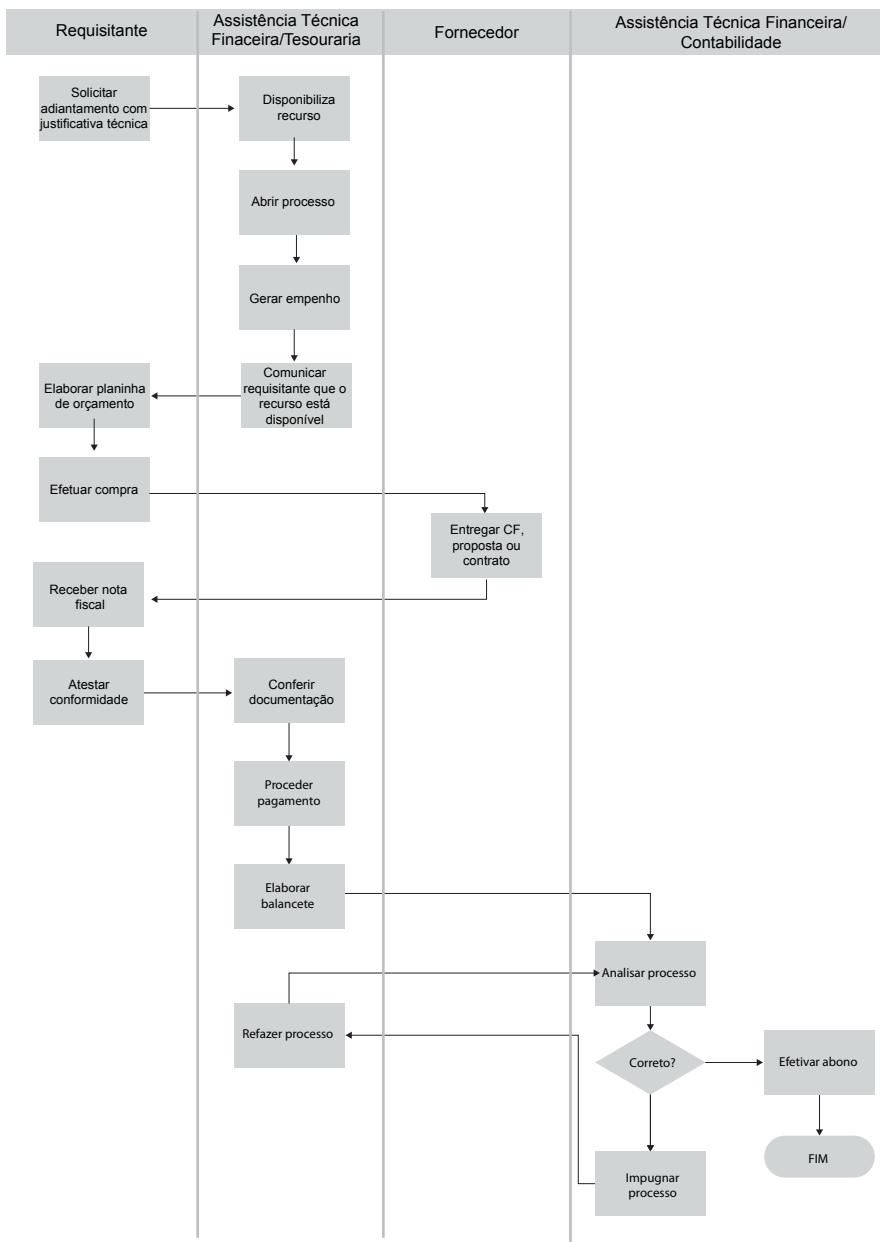 Requisitante
Assistência Técnica
Finaceira/Tesouraria
Fornecedor
Assistência Técnica Financeira/
Contabilidade
Solicitar
adiantamento com
justificativa técnica
Disponibiliza
recurso
Abrir processo
Gerar empenho
Comunicar
requisitante que o
recurso está
disponível
Elaborar planinha
de orçamento
Efetuar compra
Entregar CF,
proposta ou
contrato
Receber nota
fiscal
Atestar
conformidade
Conferir
documentação
Proceder
pagamento
Elaborar
balancete
Analisar processo
Refazer processo
Correto?
Efetivar abono
FIM
Impugnar
processo